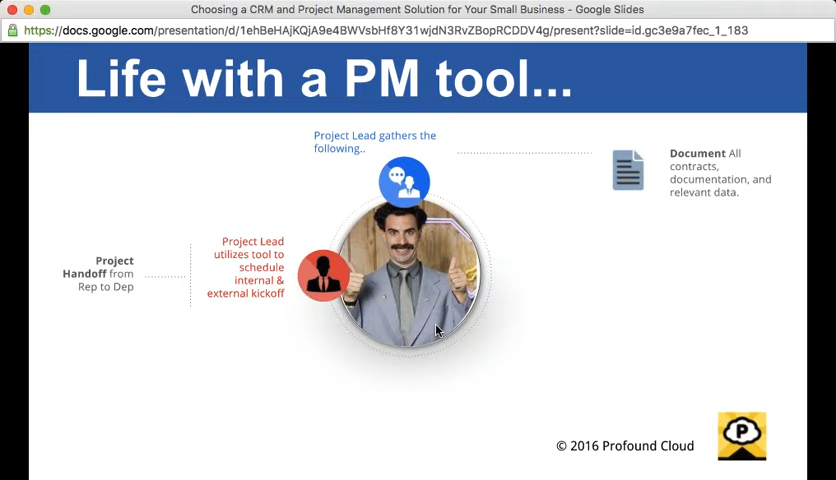 Choosing a CRM and Project Management Solution for Your Small Business - Google Slides
https://docs.google.com/presentation/d/1ehBeHAjKQjA9e4BWVsbHf8Y31wjdN3RvZBopRCDDV4g/present?slide=id.gc3e9a7fec_1_183
Life with a PM tool...
Project Lead gathers the
following..
Document All
contracts,
documentation, and
relevant data.
Project Lead
utilizes tool to
schedule
internal &
external kickoff
Project
Handoff from
Rep to Dep
© 2016 Profound Cloud
P